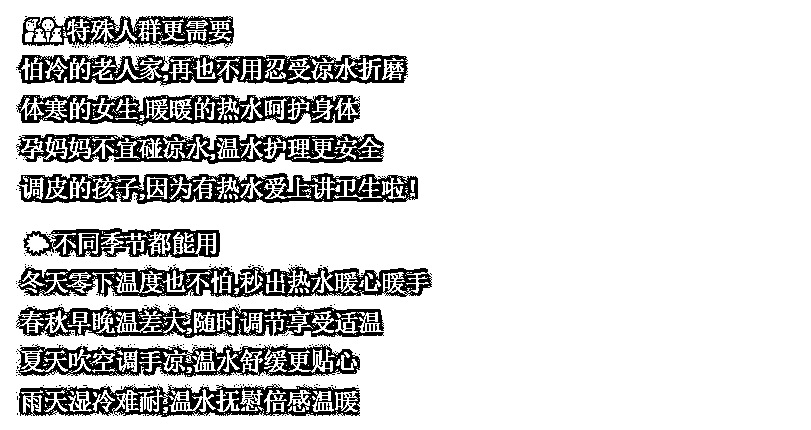 特殊人群更需要
怕冷的老人家,再也不用忍受凉水折磨
体寒的女生,暖暖的热水呵护身体
孕妈妈不宜碰凉水,温水护理更安全
调皮的孩子,因为有热水爱上讲卫生啦!
不同季节都能用
冬天零下温度也不怕,秒出热水暖心暖手
春秋早晚温差大,随时调节享受适温
夏天吹空调手凉,温水舒缓更贴心
雨天湿冷难耐,温水抚慰倍感温暖